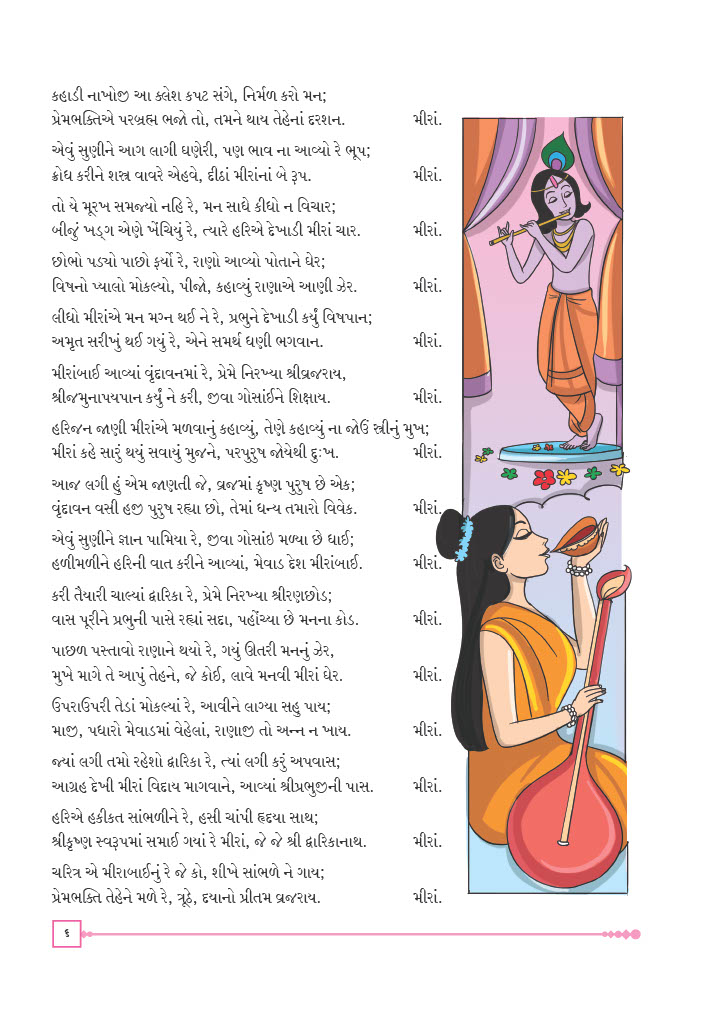 કહાડી નાખોજી આ ક્લેશ કપટ સંગે, નિર્મળ કરો મન;
પ્રેમભક્તિએ પરબ્રહ્મ ભજો તો, તમને થાય તેહેનાં દરશન. મીરાં.
એવું સુણીને આગ લાગી ઘણેરી, પણ ભાવ ના આવ્યો રે ભૂપ;
ક્રોધ કરીને શસ્ત્ર વાવરે એહવે, દીઠાં મીરાંનાં બે રૂપ. મીરાં.
તો યે મૂરખ સમજ્યો નહિ રે, મન સાથે કીધો ન વિચાર;
બીજું ખડ્ગ એણે ખેંચિયું રે, ત્યારે હરિએ દેખાડી મીરાં ચાર. મીરાં.
છોભો પડ્યો પાછો ફર્યો રે, રાણો આવ્યો પોતાને ઘેર;
વિષનો પ્યાલો મોકલ્યો, પીજો, કહાવ્યું રાણાએ આણી ઝેર. મીરાં.
લીધો મીરાંએ મન મગ્ન થઈ ને રે, પ્રભુને દેખાડી કર્યું વિષપાન;
અમૃત સરીખું થઈ ગયું રે, એને સમર્થ ધણી ભગવાન. મીરાં.
મીરાંબાઈ આવ્યાં વૃંદાવનમાં રે, પ્રેમે નિરખ્યા શ્રીવ્રજરાય,
શ્રીજમુનાપયપાન કર્યું ને કરી, જીવા ગોસાંઈને શિક્ષાય. મીરાં.
હરિજન જાણી મીરાંએ મળવાનું કહાવ્યું, તેણે કહાવ્યું ના જોઉં સ્ત્રીનું મુખ;
મીરાં કહે સારું થયું સવાયું મુજને, પરપુરુષ જોયેથી દુઃખ. મીરાં.
આજ લગી હું એમ જાણતી જે, વ્રજમાં કૃષ્ણ પુરુષ છે એક;
વૃંદાવન વસી હજી પુરુષ રહ્યા છો, તેમાં ધન્ય તમારો વિવેક. મીરાં.
એવું સુણીને જ્ઞાન પામિયા રે, જીવા ગોસાંઇ મળ્યા છે ધાઈ;
હળીમળીને હરિની વાત કરીને આવ્યાં, મેવાડ દેશ મીરાંબાઈ. મીરાં.
કરી તૈયારી ચાલ્યાં દ્વારિકા રે, પ્રેમે નિરખ્યા શ્રીરણછોડ;
વાસ પૂરીને પ્રભુની પાસે રહ્યાં સદા, પહોંચ્યા છે મનના કોડ. મીરાં.
પાછળ પસ્તાવો રાણાને થયો રે, ગયું ઊતરી મનનું ઝેર,
મુખે માગે તે આપું તેહને, જે કોઈ, લાવે મનવી મીરાં ઘેર. મીરાં.
ઉપરાઉપરી તેડાં મોકલ્યાં રે, આવીને લાગ્યા સહુ પાય;
માજી, પધારો મેવાડમાં વેહેલાં, રાણાજી તો અન્ન ન ખાય. મીરાં.
જ્યાં લગી તમો રહેશો દ્વારિકા રે, ત્યાં લગી કરું અપવાસ;
આગ્રહ દેખી મીરાં વિદાય માગવાને, આવ્યાં શ્રીપ્રભુજીની પાસ. મીરાં.
હરિએ હકીકત સાંભળીને રે, હસી ચાંપી હૃદયા સાથ;
શ્રીકૃષ્ણ સ્વરૂપમાં સમાઈ ગયાં રે મીરાં, જે જે શ્રી દ્વારિકાનાથ. મીરાં.
ચરિત્ર એ મીરાબાઈનું રે જે કો, શીખે સાંભળે ને ગાય;
પ્રેમભક્તિ તેહેને મળે રે, ત્રૂઠે, દયાનો પ્રીતમ વ્રજરાય. મીરાં.
૬